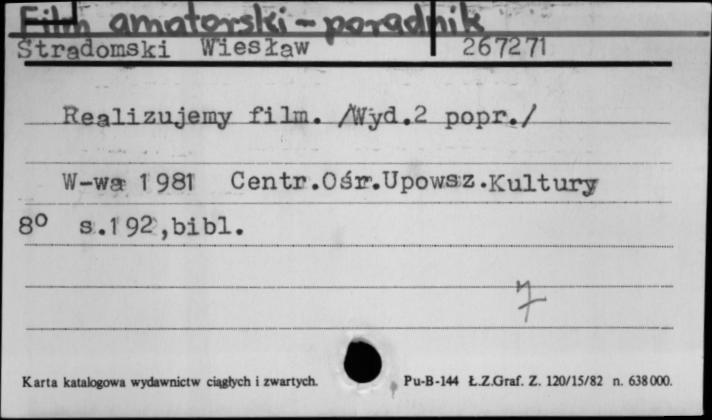 Film amatorski - poradnik
Stradomski Wiesław 267271
Realizujemy film. /Wyd.2 popr./
W-wa 1981 Centr.Ośr.Upowsz.Kultury
8° s.192,bibl.
7
Karta katalogowa wydawnictw ciągłych i zwartych. Pu-B-144 Ł.Z.Graf. Z. 120/15/82 n. 638000.